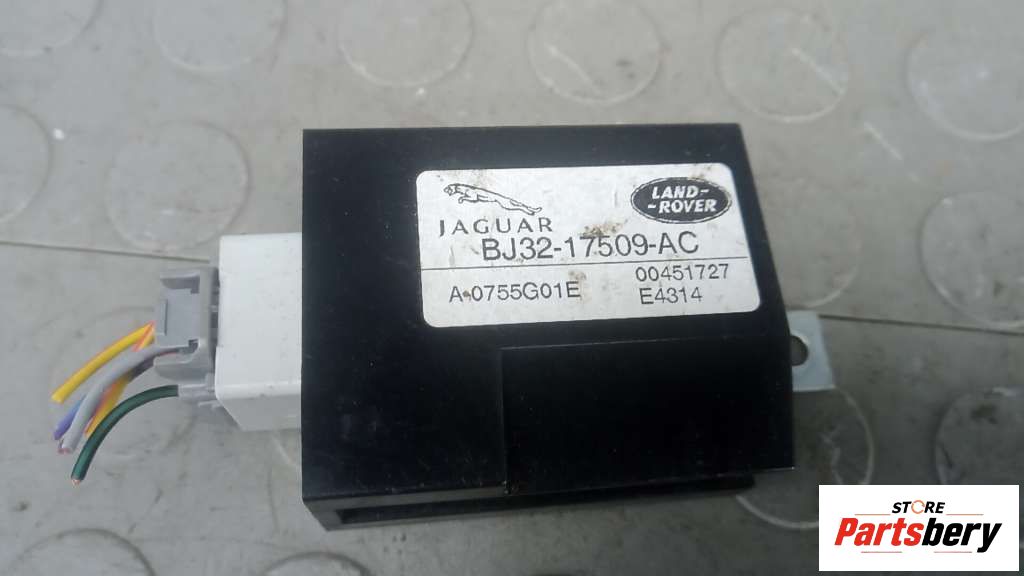 JAGUAR
LAND-
-ROVER
BJ32-17509-AC
A-0755G01E
00451727
E4314
STORE
Partsbery